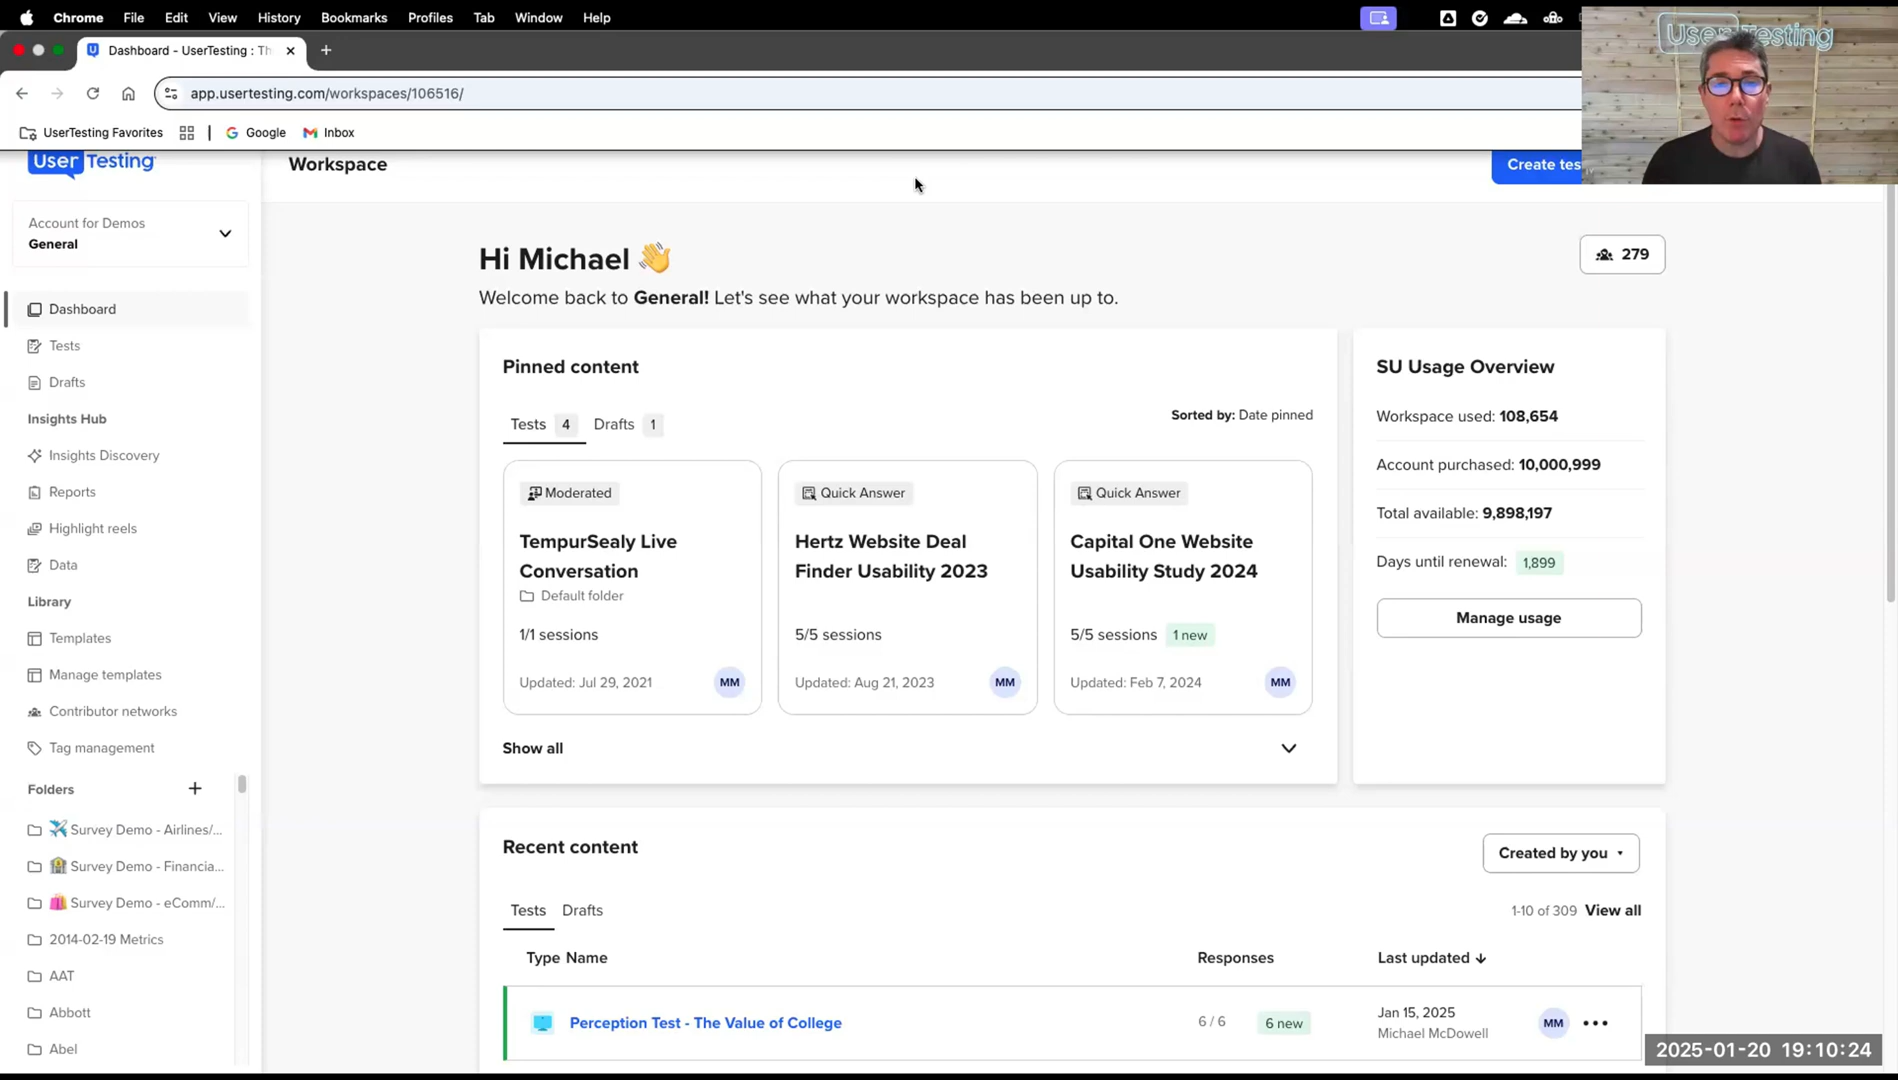 Chrome File Edit View History Bookmarks Profiles Tab Window Help
Dashboard - UserTesting : Th
app.usertesting.com/workspaces/106516/
UserTesting Favorites Google Inbox
UserTesting
Workspace
Create tes
UserTesting
Account for Demos
General
Dashboard
Tests
Drafts
Insights Hub
Insights Discovery
Reports
Highlight reels
Data
Library
Templates
Manage templates
Contributor networks
Tag management
Folders
Survey Demo - Airlines/...
Survey Demo - Financia...
Survey Demo - eComm/...
2014-02-19 Metrics
AAT
Abbott
Abel
Hi Michael 👋
279
Welcome back to General! Let's see what your workspace has been up to.
Pinned content
Tests 4 Drafts 1
Sorted by: Date pinned
Moderated
TempurSealy Live
Conversation
Default folder
1/1 sessions
Updated: Jul 29, 2021 MM
Quick Answer
Hertz Website Deal
Finder Usability 2023
5/5 sessions
Updated: Aug 21, 2023 MM
Quick Answer
Capital One Website
Usability Study 2024
5/5 sessions 1 new
Updated: Feb 7, 2024 MM
Show all
SU Usage Overview
Workspace used: 108,654
Account purchased: 10,000,999
Total available: 9,898,197
Days until renewal: 1,899
Manage usage
Recent content
Created by you
Tests Drafts
1-10 of 309 View all
Type Name Responses Last updated
Perception Test - The Value of College 6 / 6 6 new Jan 15, 2025 MM
Michael McDowell
2025-01-20 19:10:24